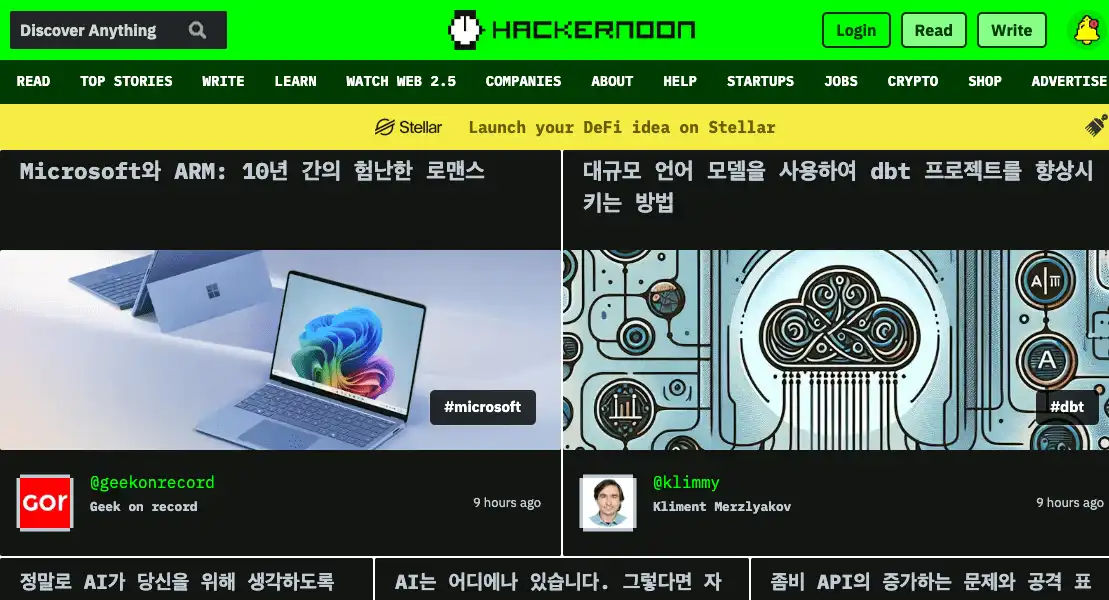 Discover Anything
HACKERNOON
Login
Read
Write
READ
TOP STORIES
WRITE
LEARN
WATCH WEB 2.5
COMPANIES
ABOUT
HELP
STARTUPS
JOBS
CRYPTO
SHOP
ADVERTISE
Stellar
Launch your DeFi idea on Stellar
Microsoft와 ARM: 10년 간의 험난한 로맨스
대규모 언어 모델을 사용하여 dbt 프로젝트를 향상시
키는 방법
#microsoft
A
#dbt
GOR
@geekonrecord
Geek on record
9 hours ago
@klimmy
Kliment Merzlyakov
9 hours ago
정말로 AI가 당신을 위해 생각하도록
AI는 어디에나 있습니다. 그렇다면 자
좀비 API의 증가하는 문제와 공격 표